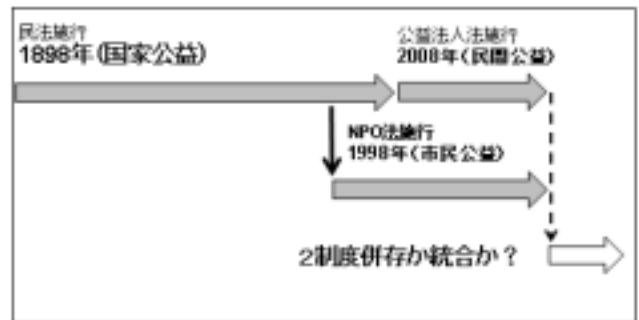 民法施行
1898年(国家公益)
公益法人法施行
2008年(民間公益)
NPO法施行
1998年(市民公益)
2制度併存か統合か?